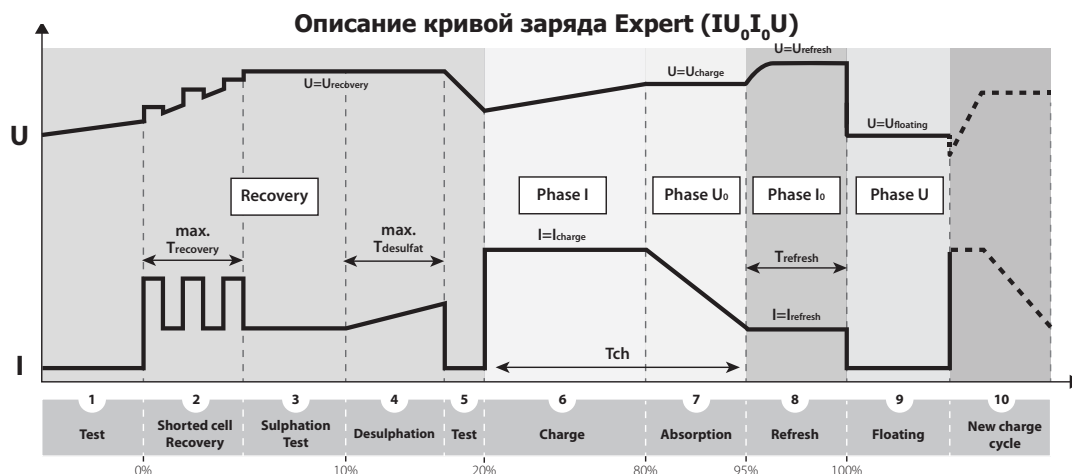 Описание кривой заряда Expert (IU₀I₀U)
U=Urefresh
U=Urecovery
U=Ucharge
U=Ufloating
U
Recovery
Phase I
Phase U₀
Phase I₀
Phase U
max.
Trecovery
max.
Tdesulfat
I=Icharge
Trefresh
I=Irefresh
Tch
I
1 2 3 4 5 6 7 8 9 10
Test
Shorted cell
Recovery
Sulphation
Test
Desulphation
Test
Charge
Absorption
Refresh
Floating
New charge
cycle
0% 10% 20% 80% 95% 100%